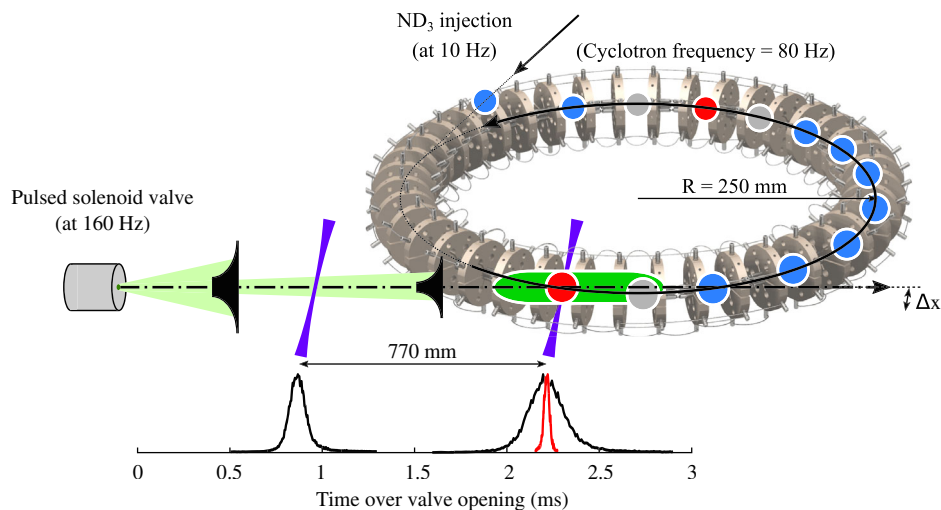 ND₃ injection
(at 10 Hz)
(Cyclotron frequency = 80 Hz)
Pulsed solenoid valve
(at 160 Hz)
R = 250 mm
Δx
770 mm
0 0.5 1 1.5 2 2.5 3
Time over valve opening (ms)